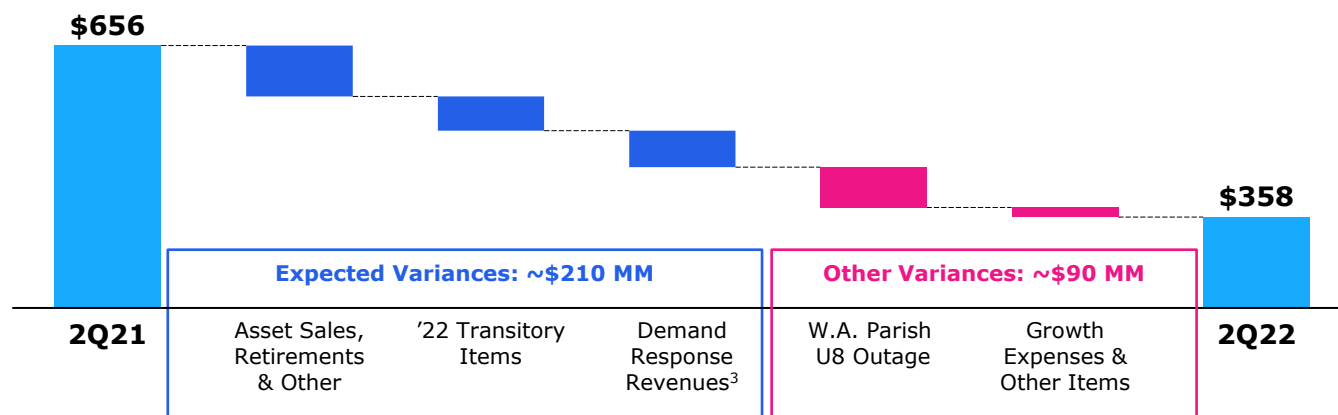 $656
$358
Expected Variances: ~$210 MM
Other Variances: ~$90 MM
2Q21
Asset Sales,
Retirements
& Other
'22 Transitory
Items
Demand
Response
Revenues3
W.A. Parish
U8 Outage
Growth
Expenses &
Other Items
2Q22